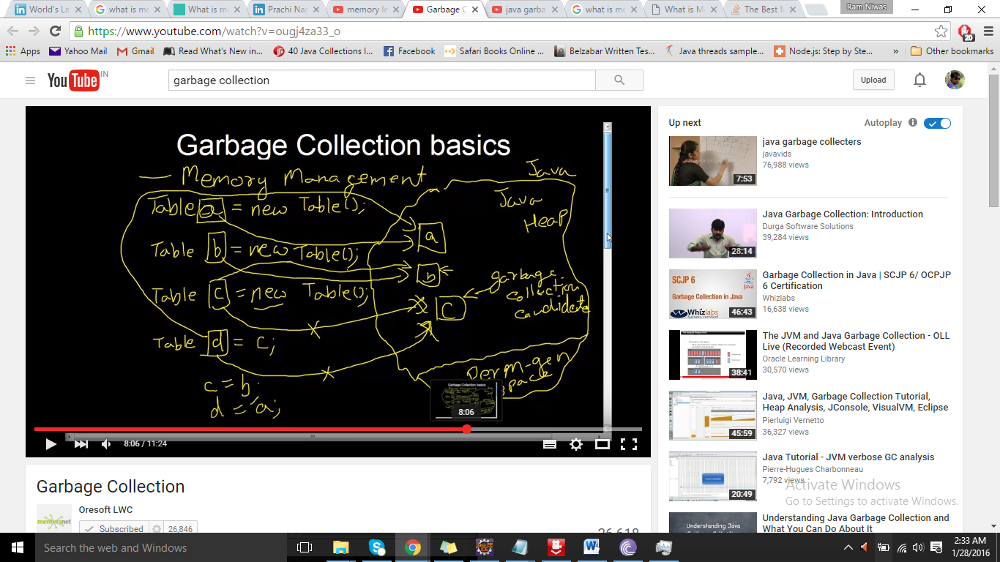 World's La
what is me
What is me
Prachi Nag
memory le
Garbage C
java garba
what is me
What is M
The Best M
Ram Niwas
https://www.youtube.com/watch?v=ougj4za33_o
20
Apps
Yahoo Mail
Gmail
Read What's New in...
40 Java Collections I...
Facebook
Safari Books Online ...
Belzabar Written Tes...
Java threads sample...
Node.js: Step by Ste...
»
Other bookmarks
YouTube IN
garbage collection
Upload
Garbage Collection basics
— Memory Management
Java
Table a = new Table();
Java
Heap
a
Table b = new Table();
b
garbage
collection
candidate
Table c = new Table();
C
Table d = c;
Perm-gen
space
c = b;
d = a;
Garbage Collection basics
8:06
8:06 / 11:24
Up next
Autoplay
java garbage collecters
javavids
76,988 views
7:53
Java Garbage Collection: Introduction
Durga Software Solutions
39,284 views
28:14
SCJP 6
Java
Garbage Collection in Java
Whizlabs
46:43
Garbage Collection in Java | SCJP 6/ OCPJP
6 Certification
Whizlabs
16,638 views
The JVM and Java Garbage Collection - OLL
Live (Recorded Webcast Event)
Oracle Learning Library
30,570 views
38:41
Java, JVM, Garbage Collection Tutorial,
Heap Analysis, JConsole, VisualVM, Eclipse
Pierluigi Vernetto
36,327 views
45:59
Java Tutorial - JVM verbose GC analysis
Pierre-Hugues Charbonneau
7,792 views
20:49
Activate Windows
Go to Settings to activate Windows.
Understanding Java
Understanding Java Garbage Collection and
What You Can Do About It
Garbage Collection
mentorsnet
Oresoft LWC
Subscribed
26,846
26,618
Search the web and Windows
2:33 AM
1/28/2016